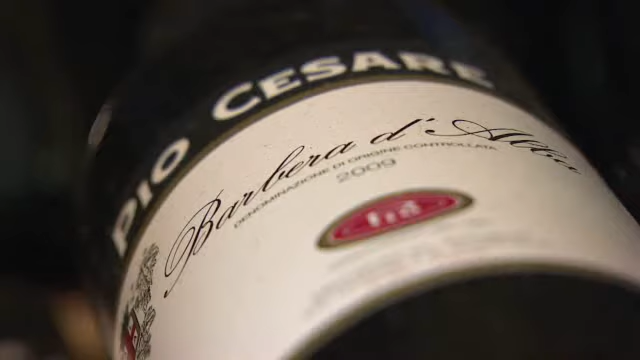 PIO CESARE
Barbera d'Alba
DENOMINAZIONE DI ORIGINE CONTROLLATA
2009